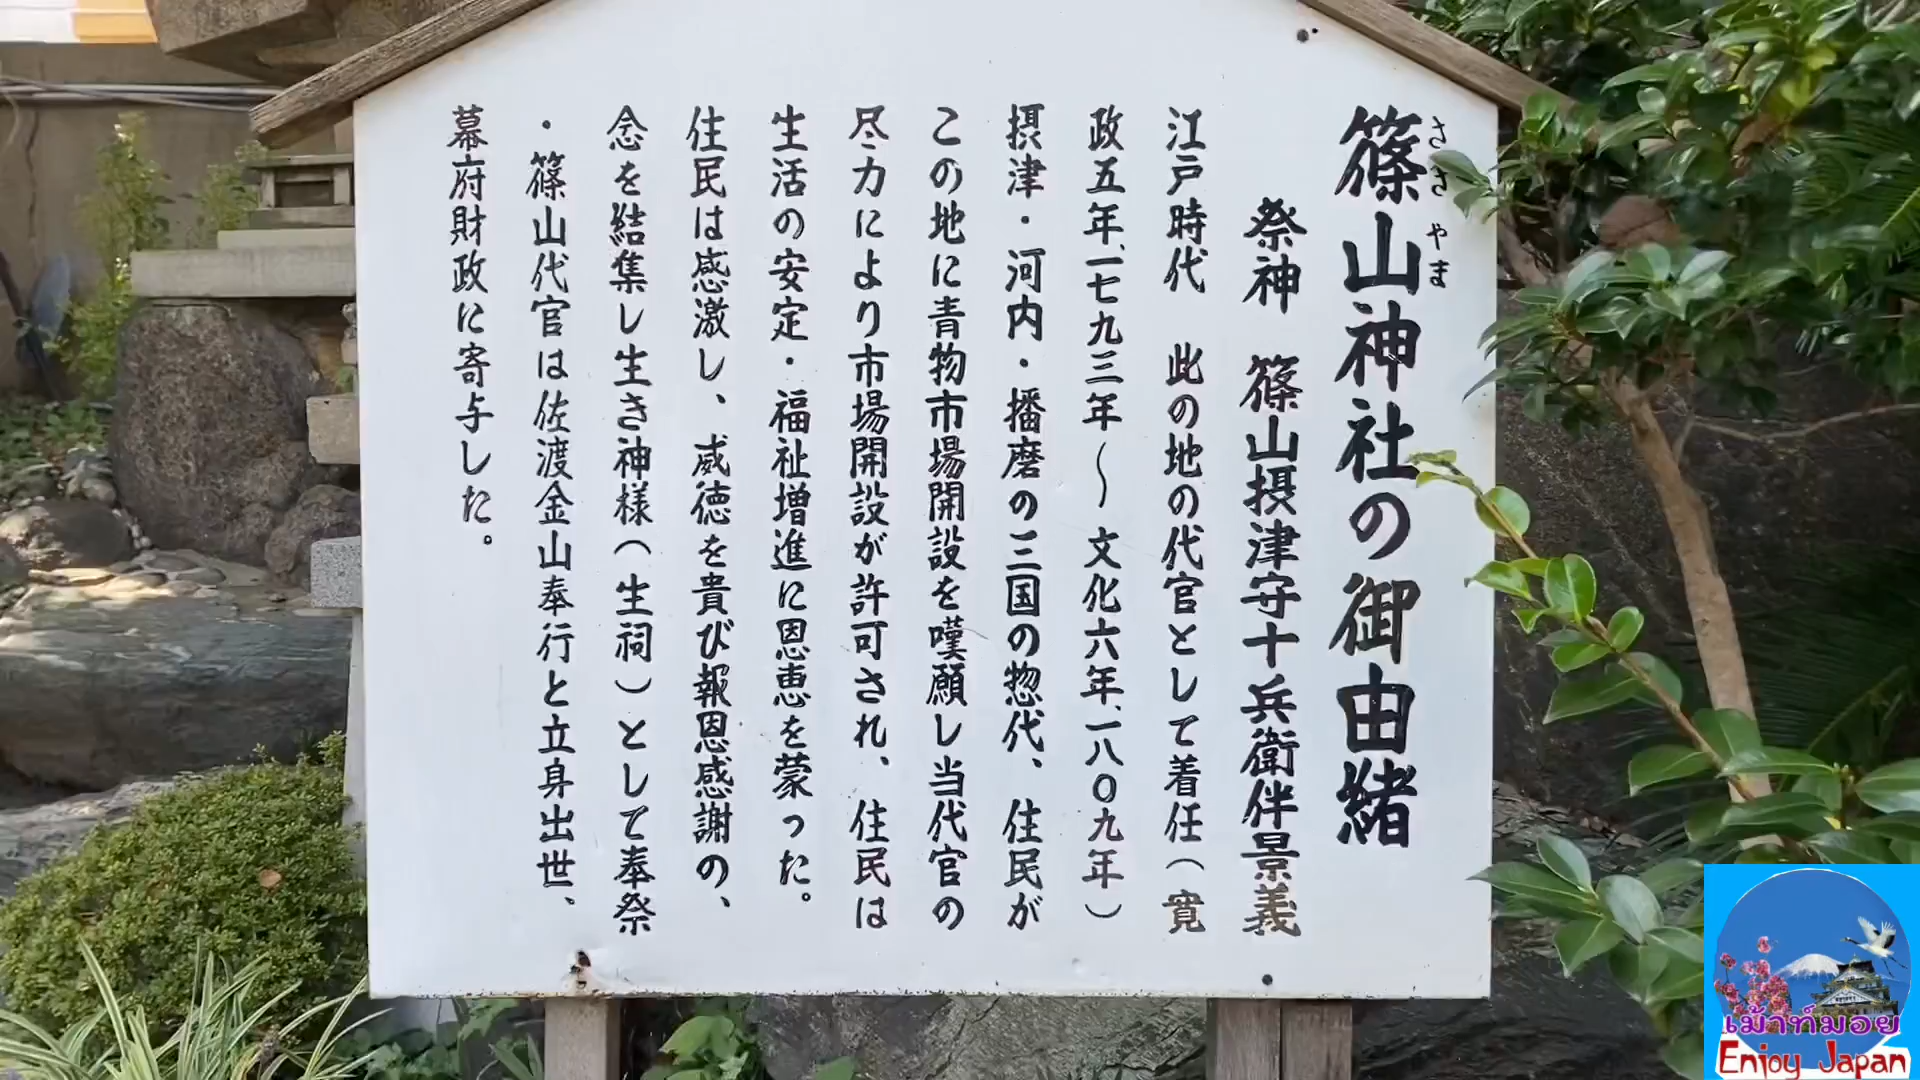 篠山神社の御由緒
ささやま
祭神 篠山摂津守十兵衛伴景義
江戸時代 此の地の代官として着任(寛
政五年、一七九三年～文化六年、一八〇九年)
摂津・河内・播磨の三国の惣代、住民が
この地に青物市場開設を嘆願し当代官の
尽力により市場開設が許可され、住民は
生活の安定・福祉増進に恩恵を蒙った。
住民は感激し、威徳を貴び報恩感謝の、
念を結集し生き神様(生祠)として奉祭
・篠山代官は佐渡金山奉行と立身出世、
幕府財政に寄与した。
เม้าท์มอย
Enjoy Japan